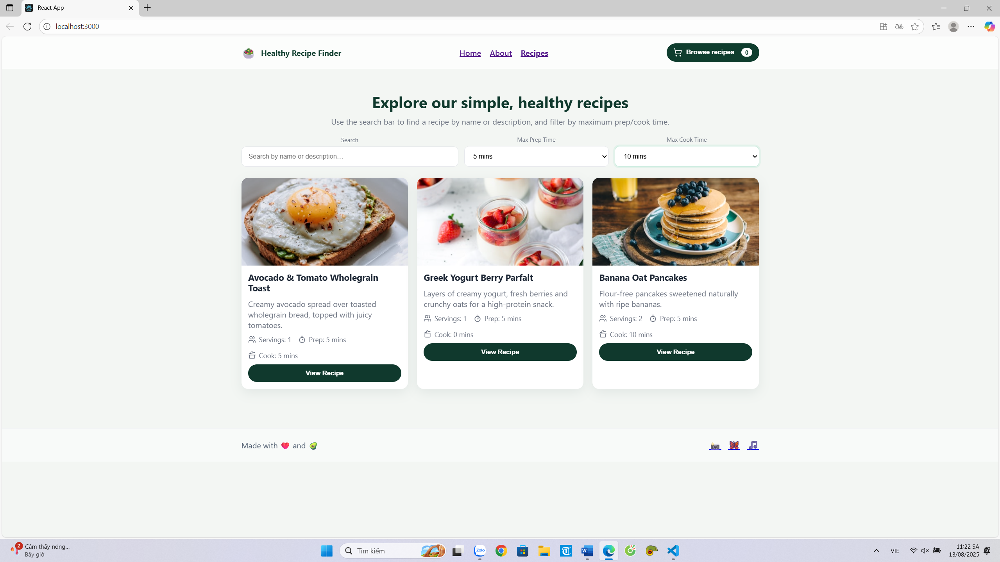 React App
localhost:3000
Healthy Recipe Finder
Home About Recipes
Browse recipes 0
Explore our simple, healthy recipes
Use the search bar to find a recipe by name or description, and filter by maximum prep/cook time.
Search
Max Prep Time
Max Cook Time
Search by name or description…
5 mins
10 mins
Avocado & Tomato Wholegrain
Toast
Creamy avocado spread over toasted
wholegrain bread, topped with juicy
tomatoes.
Servings: 1 Prep: 5 mins
Cook: 5 mins
View Recipe
Greek Yogurt Berry Parfait
Layers of creamy yogurt, fresh berries and
crunchy oats for a high-protein snack.
Servings: 1 Prep: 5 mins
Cook: 0 mins
View Recipe
Banana Oat Pancakes
Flour-free pancakes sweetened naturally
with ripe bananas.
Servings: 2 Prep: 5 mins
Cook: 10 mins
View Recipe
Made with ❤️ and 🥑
2
Cảm thấy nóng...
Bây giờ
Tìm kiếm
Zalo
VIE
11:22 SA
13/08/2025